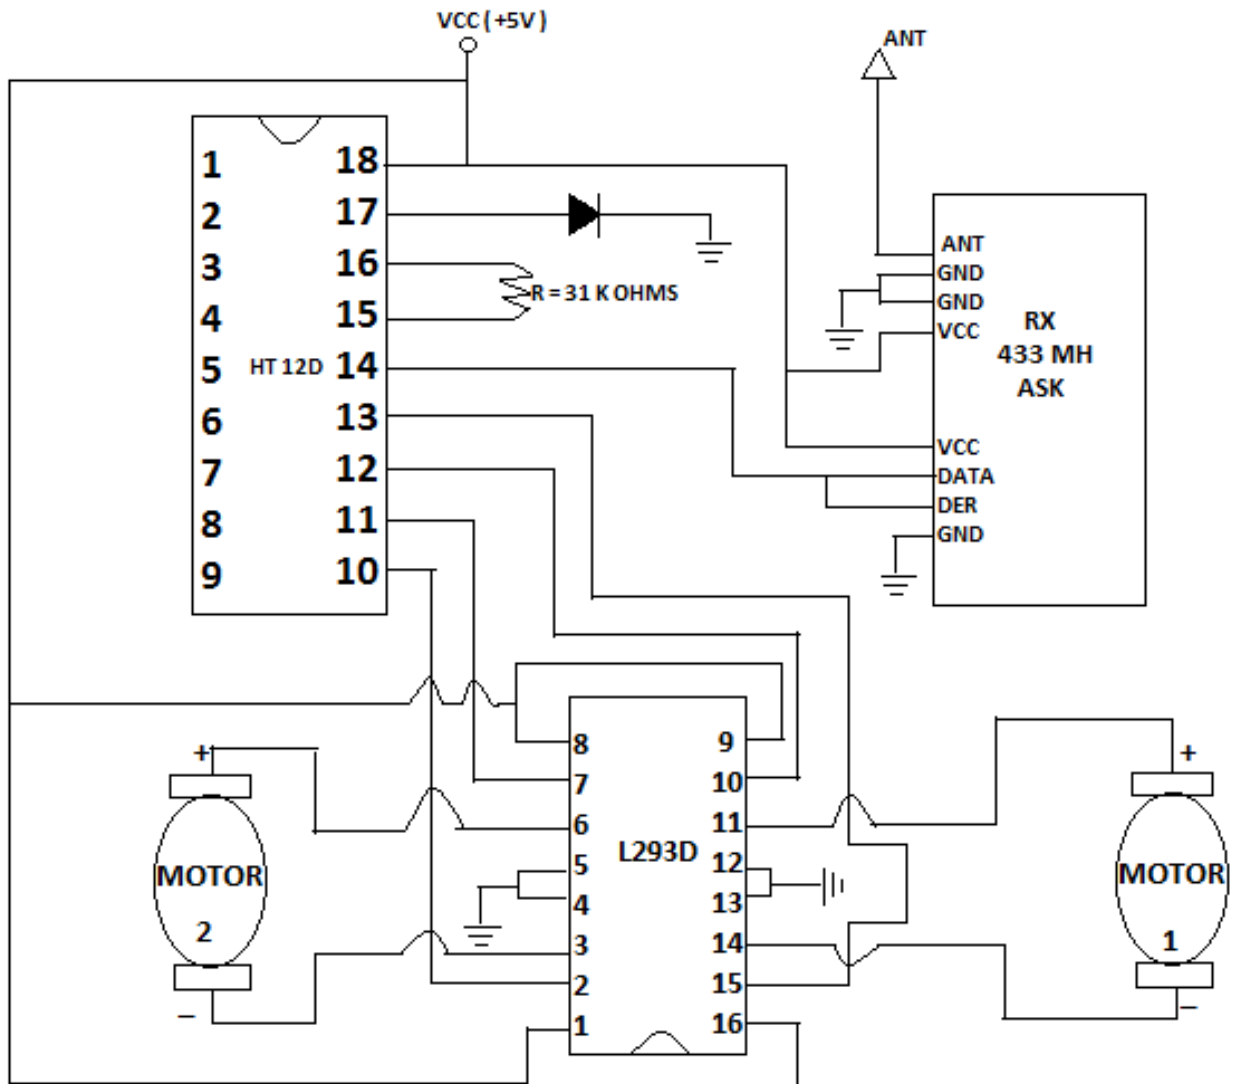 VCC ( +5V )
ANT
1 18
2 17
3 16
4 15
5 HT 12D 14
6 13
7 12
8 11
9 10
R = 31 K OHMS
ANT
GND
GND
VCC
RX
433 MH
ASK
VCC
DATA
DER
GND
8 9
7 10
6 11
L293D
5 12
4 13
3 14
2 15
1 16
+
MOTOR
2
–
+
MOTOR
1
–